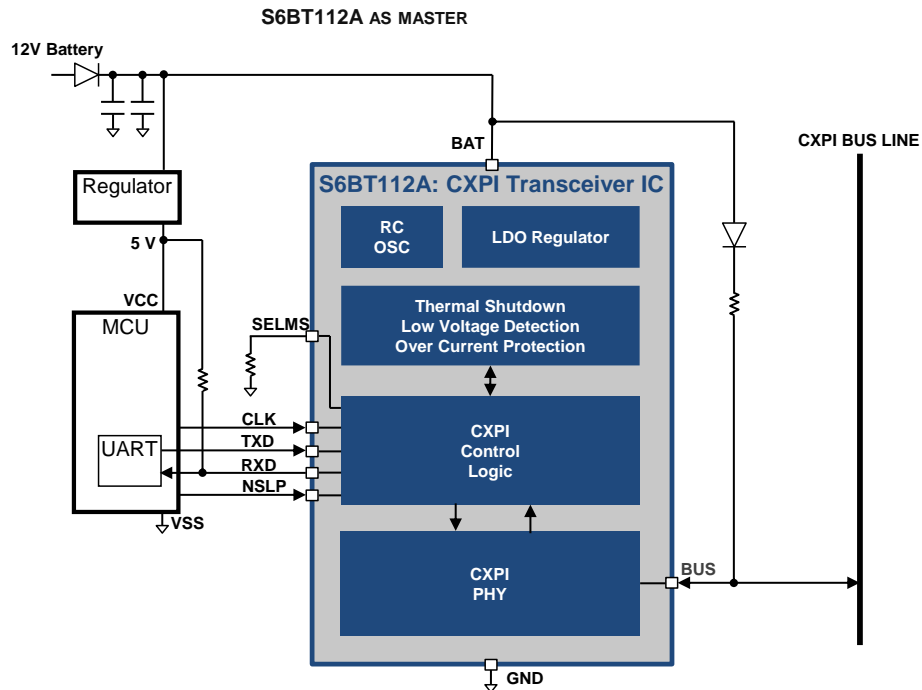 S6BT112A AS MASTER
12V Battery
BAT
CXPI BUS LINE
Regulator
S6BT112A: CXPI Transceiver IC
RC
OSC
LDO Regulator
5 V
VCC
MCU
SELMS
Thermal Shutdown
Low Voltage Detection
Over Current Protection
CLK
TXD
RXD
NSLP
UART
CXPI
Control
Logic
VSS
CXPI
PHY
BUS
GND